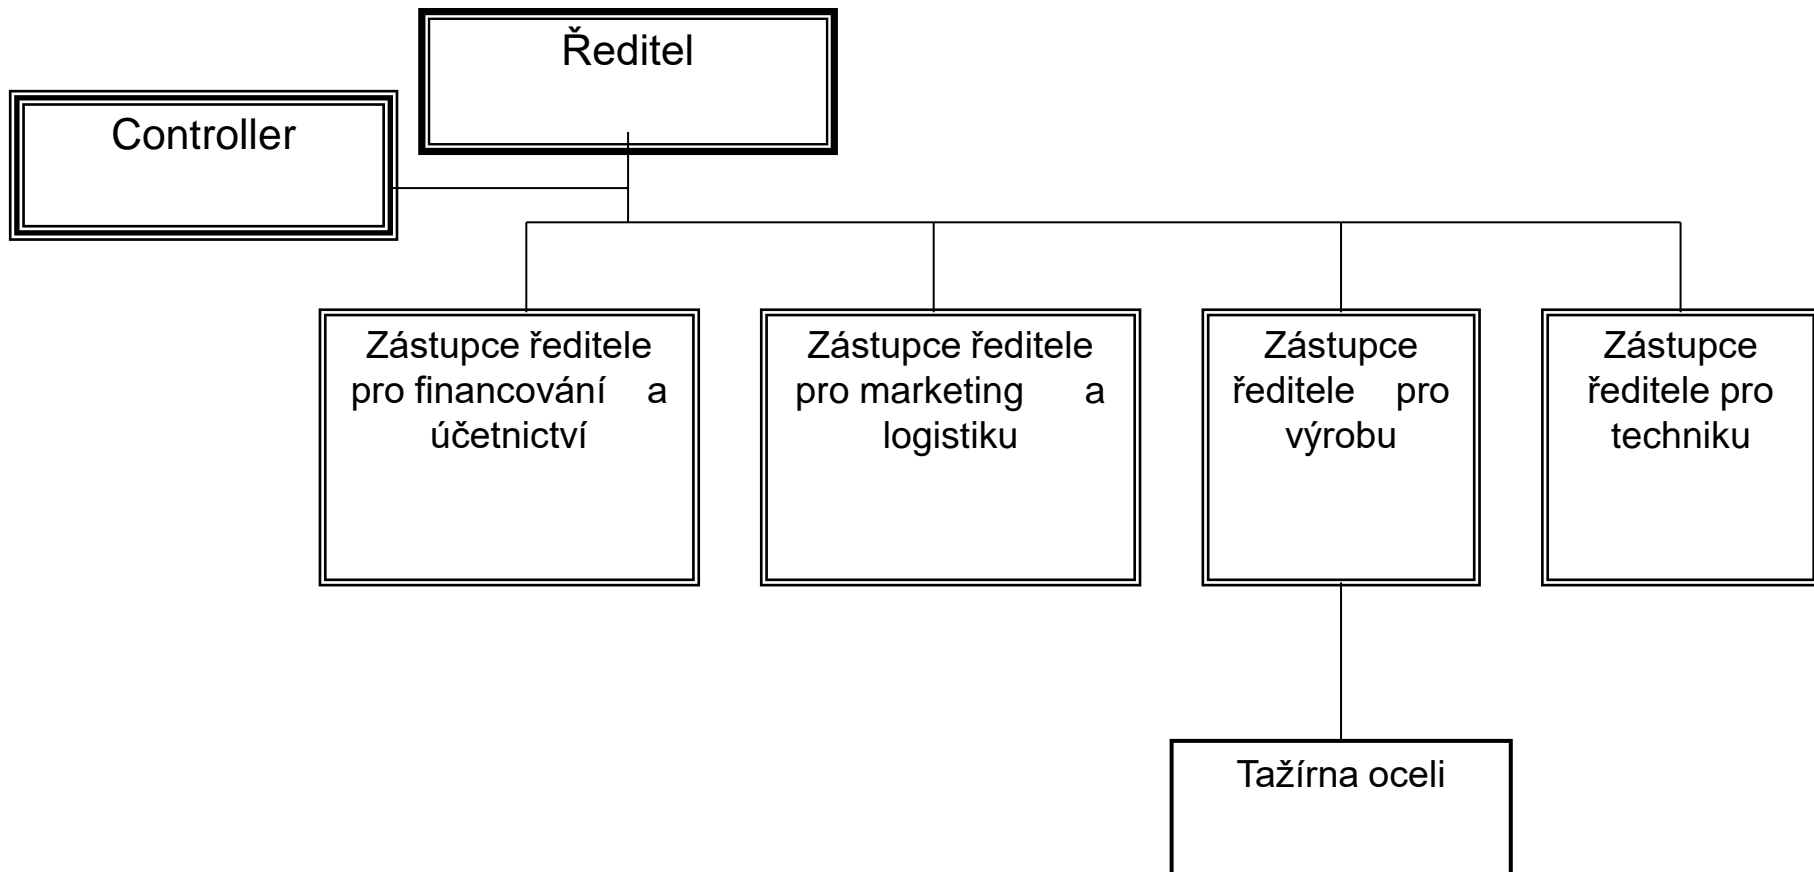 Ředitel
Controller
Zástupce ředitele
pro financování a
účetnictví
Zástupce ředitele
pro marketing a
logistiku
Zástupce
ředitele pro
výrobu
Zástupce
ředitele pro
techniku
Tažírna oceli